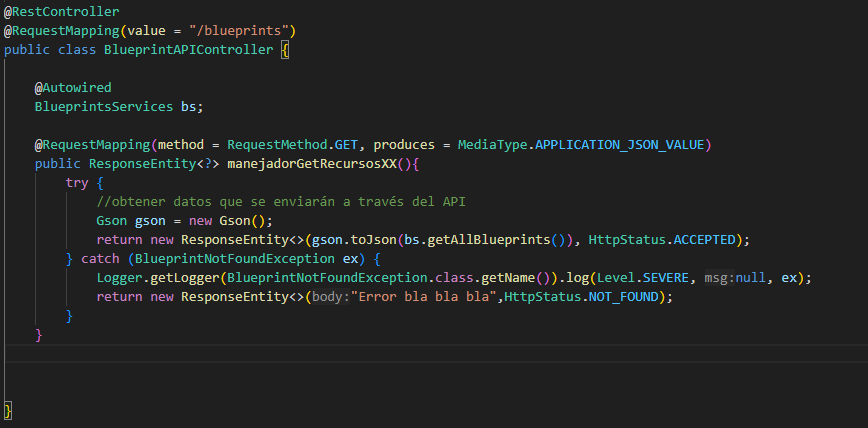 @RestController
@RequestMapping(value = "/blueprints")
public class BlueprintAPIController {
@Autowired
BlueprintsServices bs;
@RequestMapping(method = RequestMethod.GET, produces = MediaType.APPLICATION_JSON_VALUE)
public ResponseEntity<?> manejadorGetRecursosXX(){
try {
//obtener datos que se enviarán a través del API
Gson gson = new Gson();
return new ResponseEntity<>(gson.toJson(bs.getAllBlueprints()), HttpStatus.ACCEPTED);
} catch (BlueprintNotFoundException ex) {
Logger.getLogger(BlueprintNotFoundException.class.getName()).log(Level.SEVERE, msg:null, ex);
return new ResponseEntity<>(body:"Error bla bla bla",HttpStatus.NOT_FOUND);
}
}
}